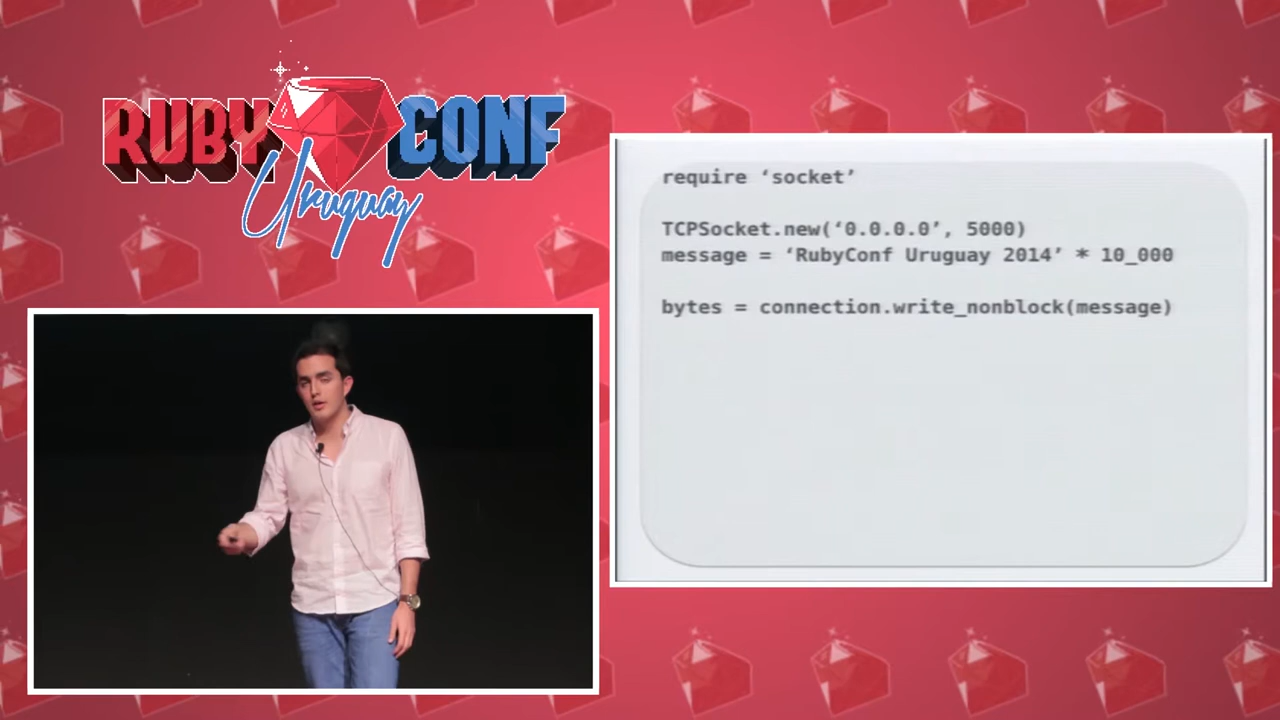 RUBY CONF
Uruguay
require ‘socket’
TCPSocket.new(‘0.0.0.0’, 5000)
message = ‘RubyConf Uruguay 2014’ * 10_000
bytes = connection.write_nonblock(message)